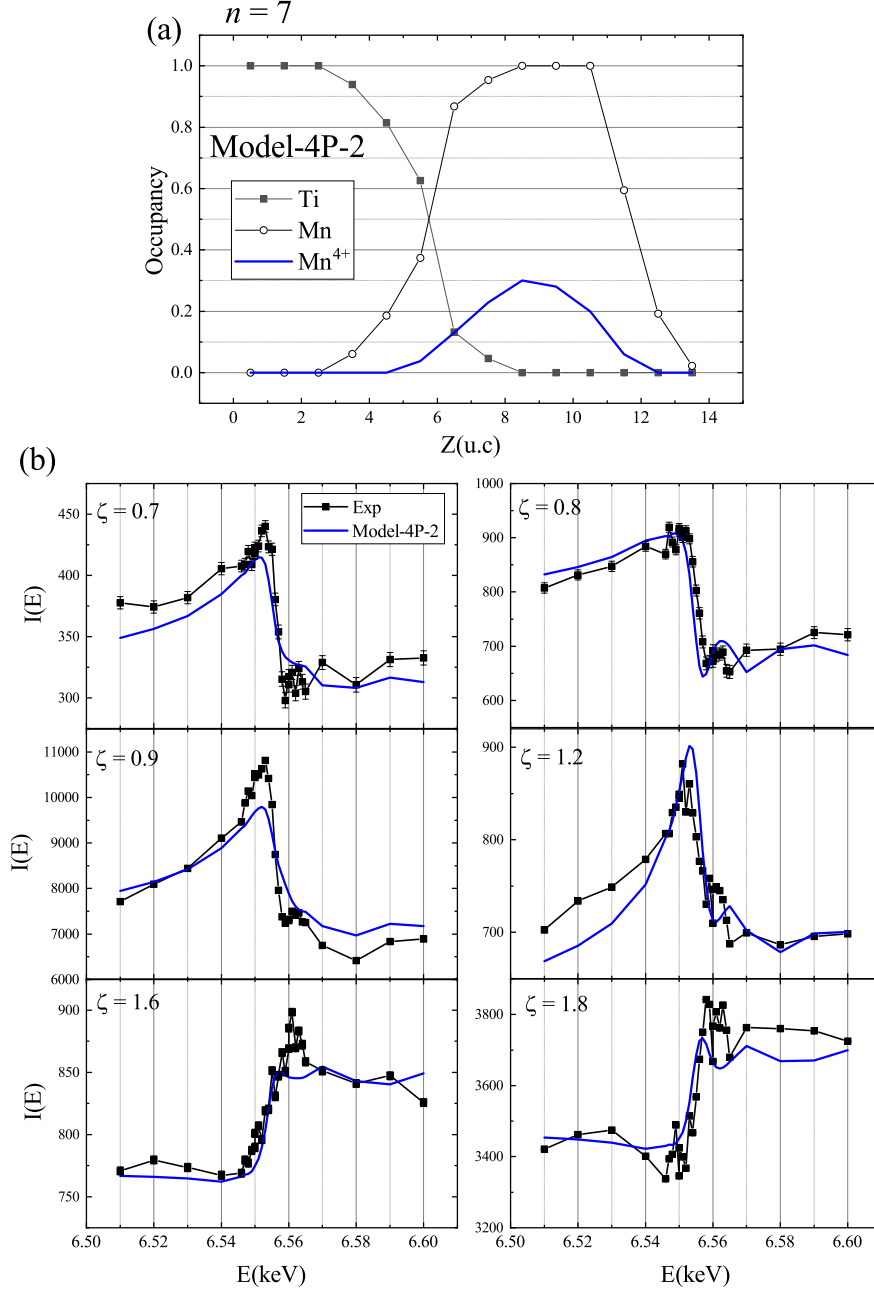 n = 7
(a)
1.0
0.8
0.6
0.4
0.2
0.0
Occupancy
Model-4P-2
Ti
Mn
Mn4+
0 2 4 6 8 10 12 14
Z(u.c)
(b)
ζ = 0.7
Exp
Model-4P-2
450
400
350
300
I(E)
ζ = 0.8
1000
900
800
700
600
ζ = 0.9
11000
10000
9000
8000
7000
6000
I(E)
ζ = 1.2
900
800
700
ζ = 1.6
900
850
800
750
I(E)
6.50 6.52 6.54 6.56 6.58 6.60
E(keV)
ζ = 1.8
3800
3600
3400
3200
6.50 6.52 6.54 6.56 6.58 6.60
E(keV)